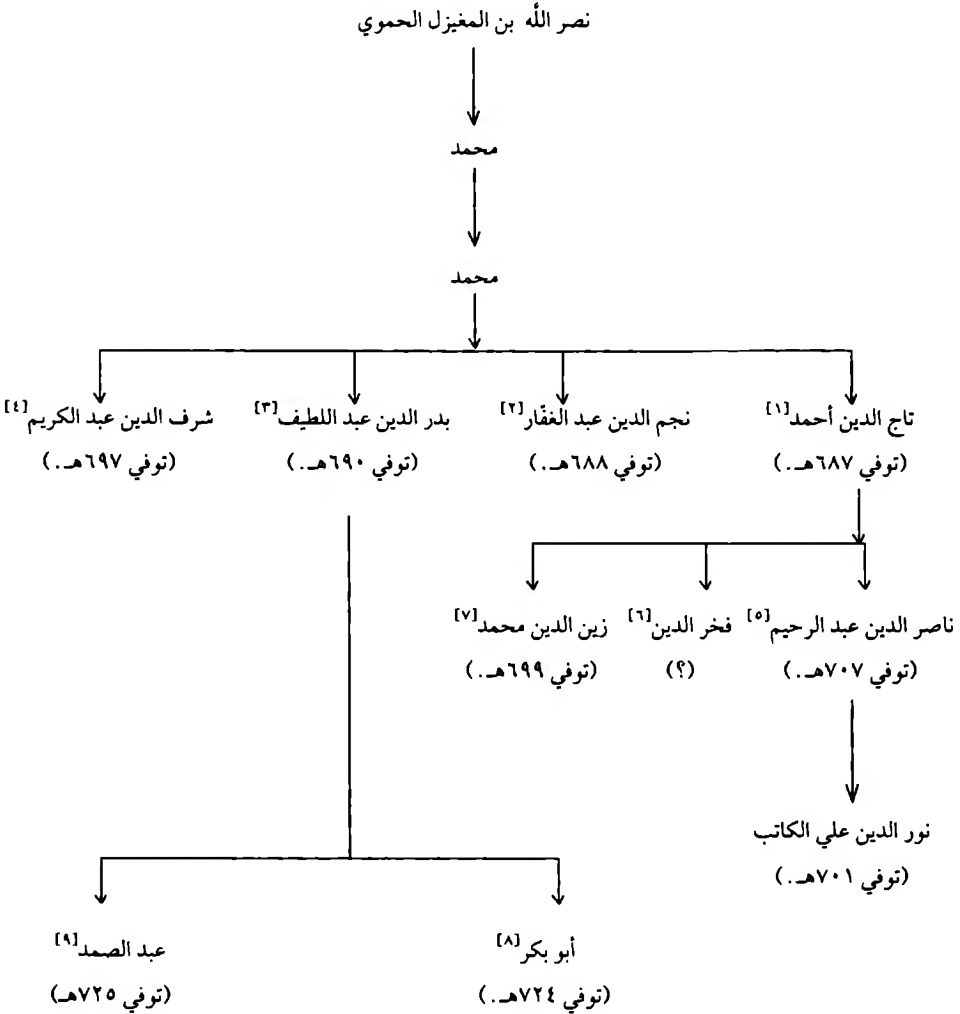 نصر اللّه بن المغيزل الحموي
محمد
محمد
تاج الدين أحمد[١] نجم الدين عبد الغفّار[٢] بدر الدين عبد اللطيف[٣] شرف الدين عبد الكريم[٤]
(توفي ٦٨٧هـ.) (توفي ٦٨٨هـ.) (توفي ٦٩٠هـ.) (توفي ٦٩٧هـ.)
ناصر الدين عبد الرحيم[٥] فخر الدين[٦] زين الدين محمد[٧]
(توفي ٧٠٧هـ.) (؟) (توفي ٦٩٩هـ.)
نور الدين علي الكاتب
(توفي ٧٠١هـ.)
أبو بكر[٨] عبد الصمد[٩]
(توفي ٧٢٤هـ.) (توفي ٧٢٥هـ)